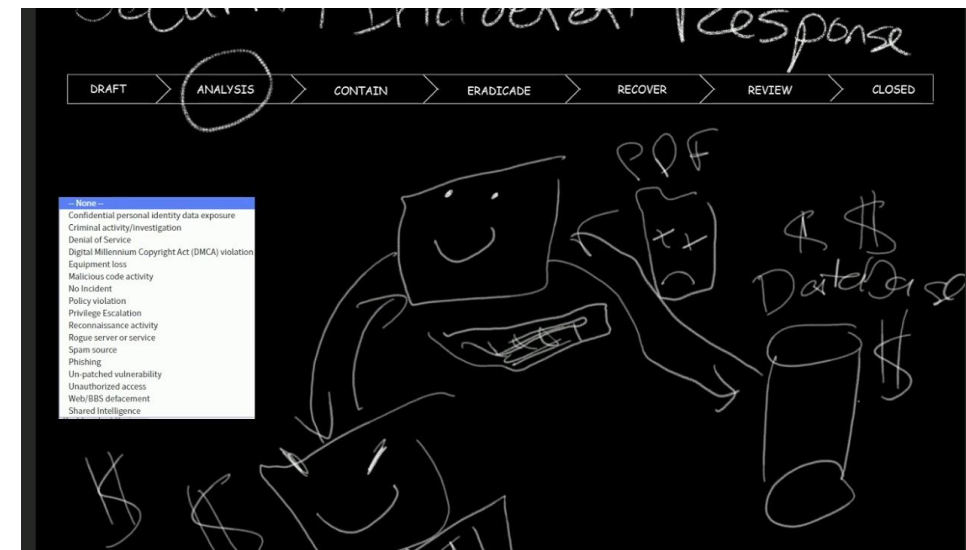 Security Incident Response
DRAFT ANALYSIS CONTAIN ERADICADE RECOVER REVIEW CLOSED
PDF
$ $
DataBase
$
-- None --
Confidential personal identity data exposure
Criminal activity/investigation
Denial of Service
Digital Millennium Copyright Act (DMCA) violation
Equipment loss
Malicious code activity
No Incident
Policy violation
Privilege Escalation
Reconnaissance activity
Rogue server or service
Spam source
Phishing
Un-patched vulnerability
Unauthorized access
Web/BBS defacement
Shared Intelligence
$ $